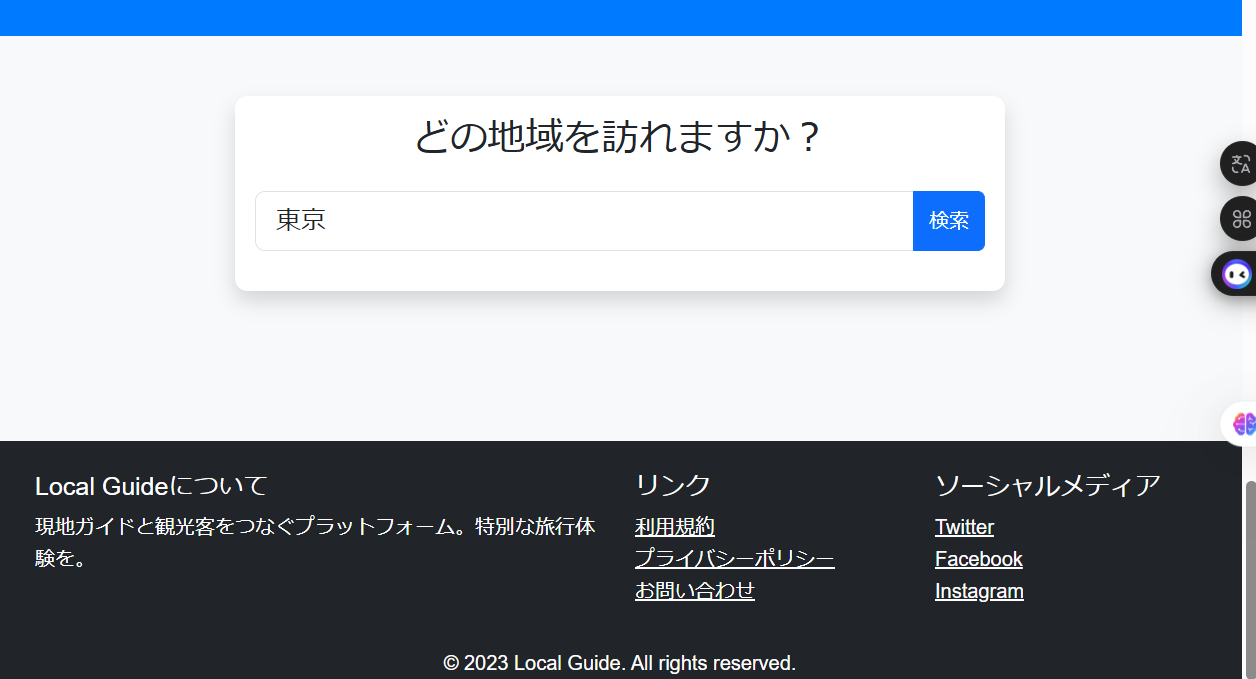 どの地域を訪れますか？
東京
検索
Local Guideについて
現地ガイドと観光客をつなぐプラットフォーム。特別な旅行体
験を。
リンク
利用規約
プライバシーポリシー
お問い合わせ
ソーシャルメディア
Twitter
Facebook
Instagram
© 2023 Local Guide. All rights reserved.